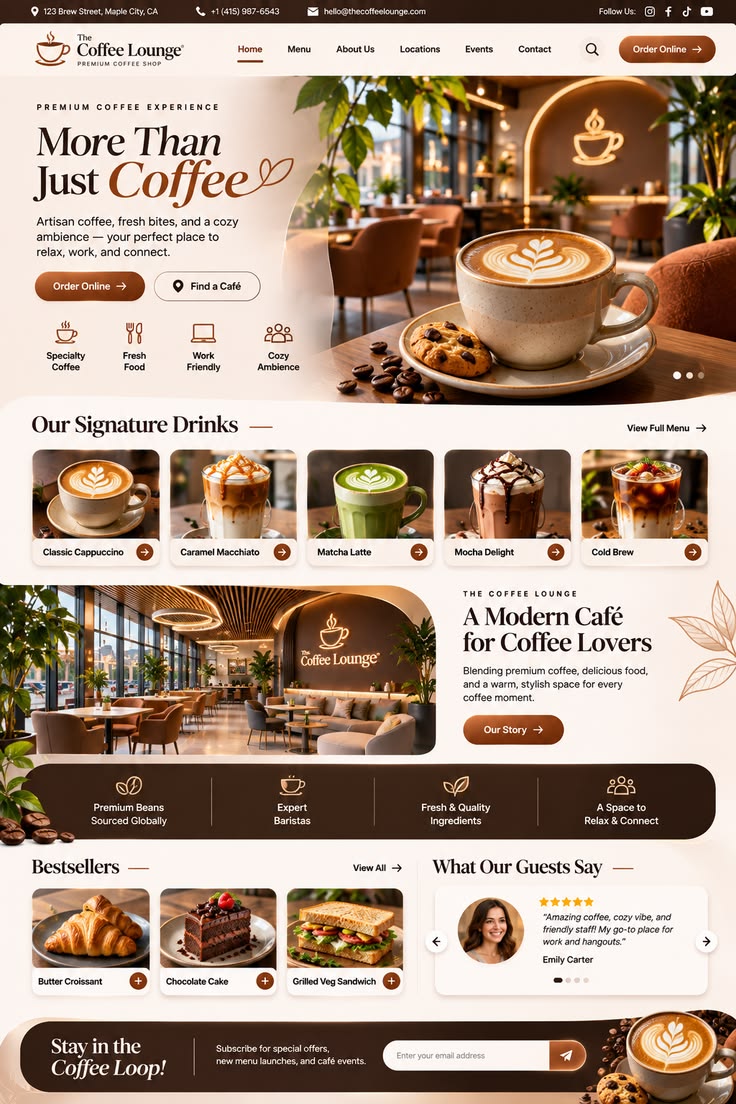 123 Brew Street, Maple City, CA
+1 (415) 987-6543
hello@thecoffeelounge.com
Follow Us:
The
Coffee Lounge®
PREMIUM COFFEE SHOP
Home
Menu
About Us
Locations
Events
Contact
Order Online
PREMIUM COFFEE EXPERIENCE
More Than
Just Coffee
Artisan coffee, fresh bites, and a cozy
ambience — your perfect place to
relax, work, and connect.
Order Online
Find a Café
Specialty
Coffee
Fresh
Food
Work
Friendly
Cozy
Ambience
Our Signature Drinks
View Full Menu
Classic Cappuccino
Caramel Macchiato
Matcha Latte
Mocha Delight
Cold Brew
The
Coffee Lounge®
THE COFFEE LOUNGE
A Modern Café
for Coffee Lovers
Blending premium coffee, delicious food,
and a warm, stylish space for every
coffee moment.
Our Story
Premium Beans
Sourced Globally
Expert
Baristas
Fresh & Quality
Ingredients
A Space to
Relax & Connect
Bestsellers
View All
Butter Croissant
Chocolate Cake
Grilled Veg Sandwich
What Our Guests Say
"Amazing coffee, cozy vibe, and
friendly staff! My go-to place for
work and hangouts."
Emily Carter
Stay in the
Coffee Loop!
Subscribe for special offers,
new menu launches, and café events.
Enter your email address